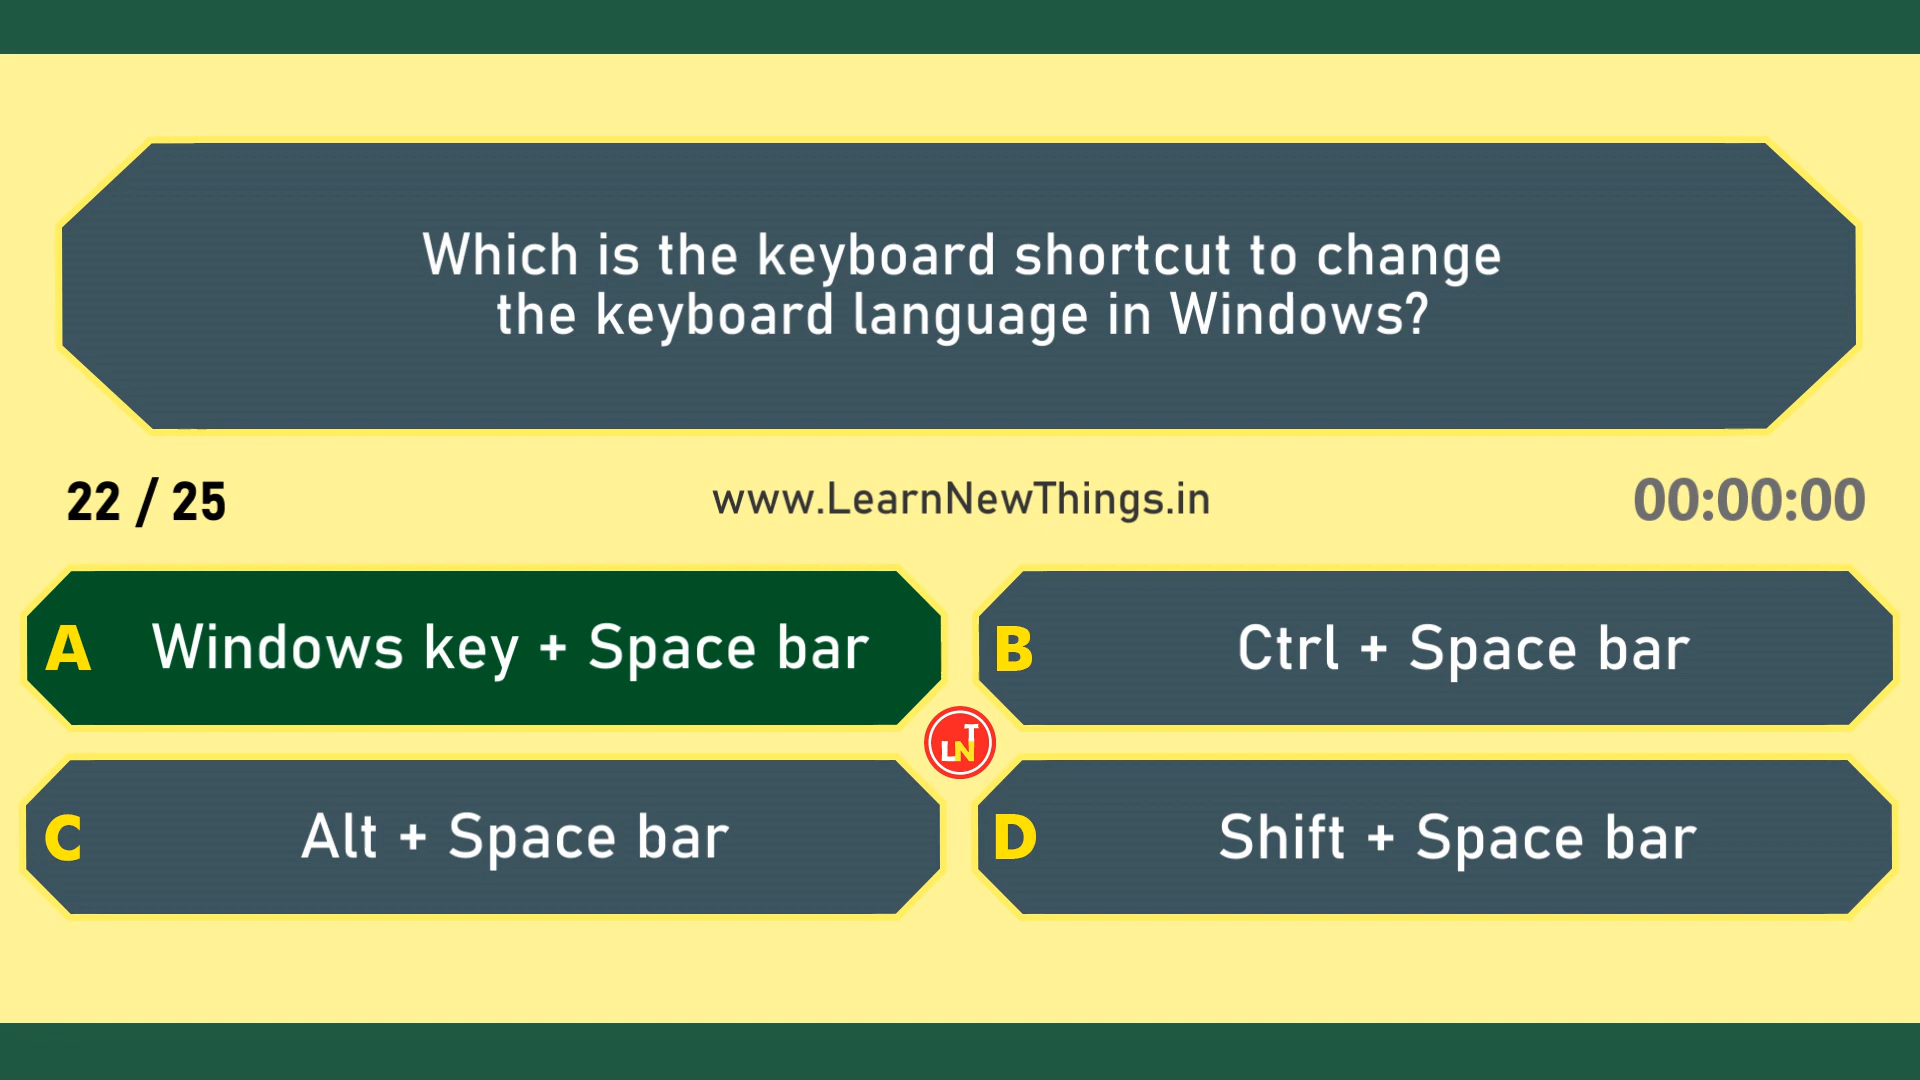 Which is the keyboard shortcut to change
the keyboard language in Windows?
22 / 25
www.LearnNewThings.in
00:00:00
A Windows key + Space bar
B Ctrl + Space bar
LNT
C Alt + Space bar
D Shift + Space bar